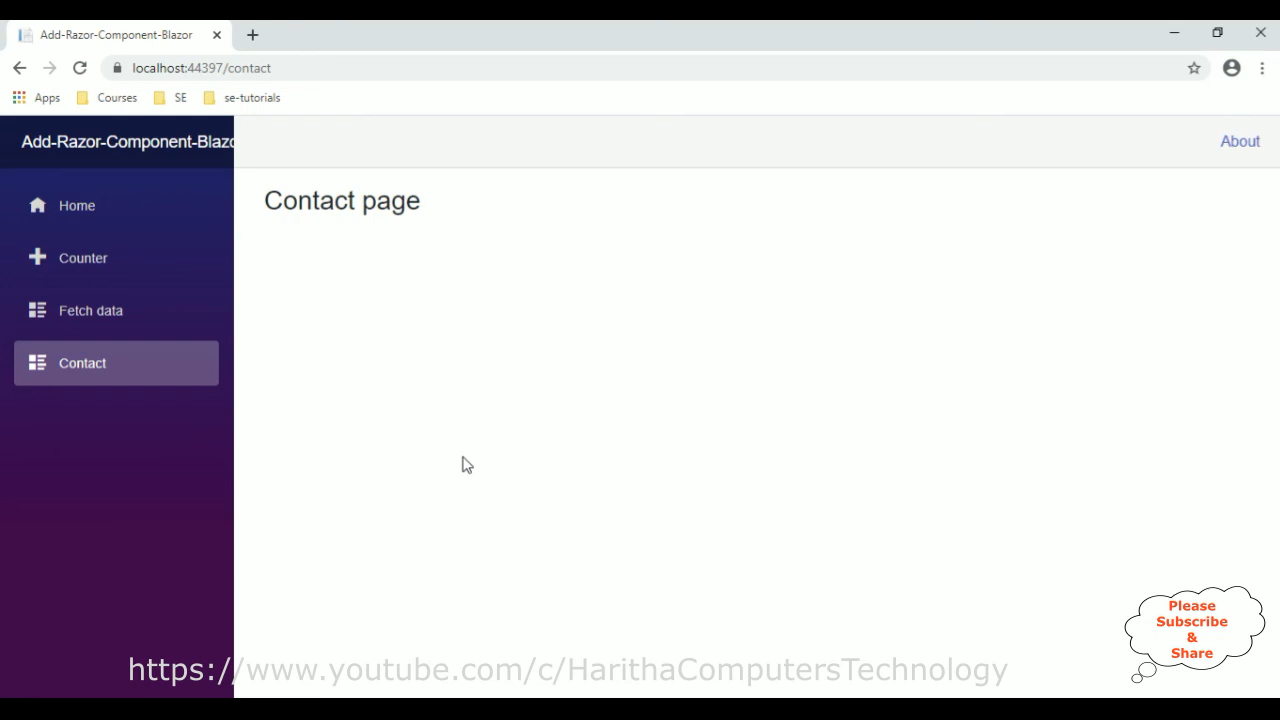 Add-Razor-Component-Blazor
localhost:44397/contact
Apps
Courses
SE
se-tutorials
Add-Razor-Component-Blazo
About
Home
Counter
Fetch data
Contact
Contact page
Please
Subscribe
&
Share
https://www.youtube.com/c/HarithaComputersTechnology